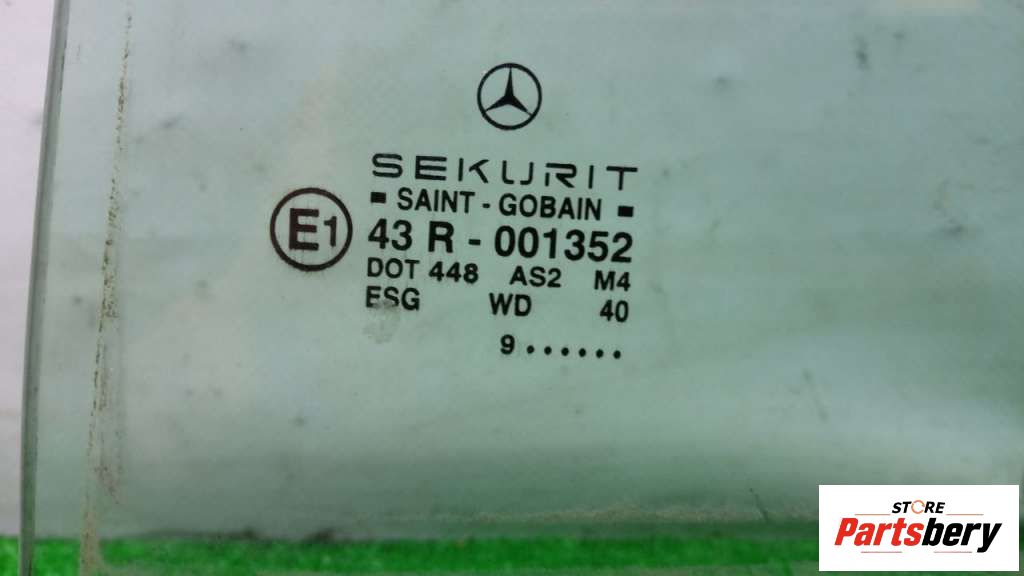 SEKURIT
SAINT - GOBAIN
E1
43 R - 001352
DOT 448 AS2 M4
ESG WD 40
9......
STORE
Partsbery